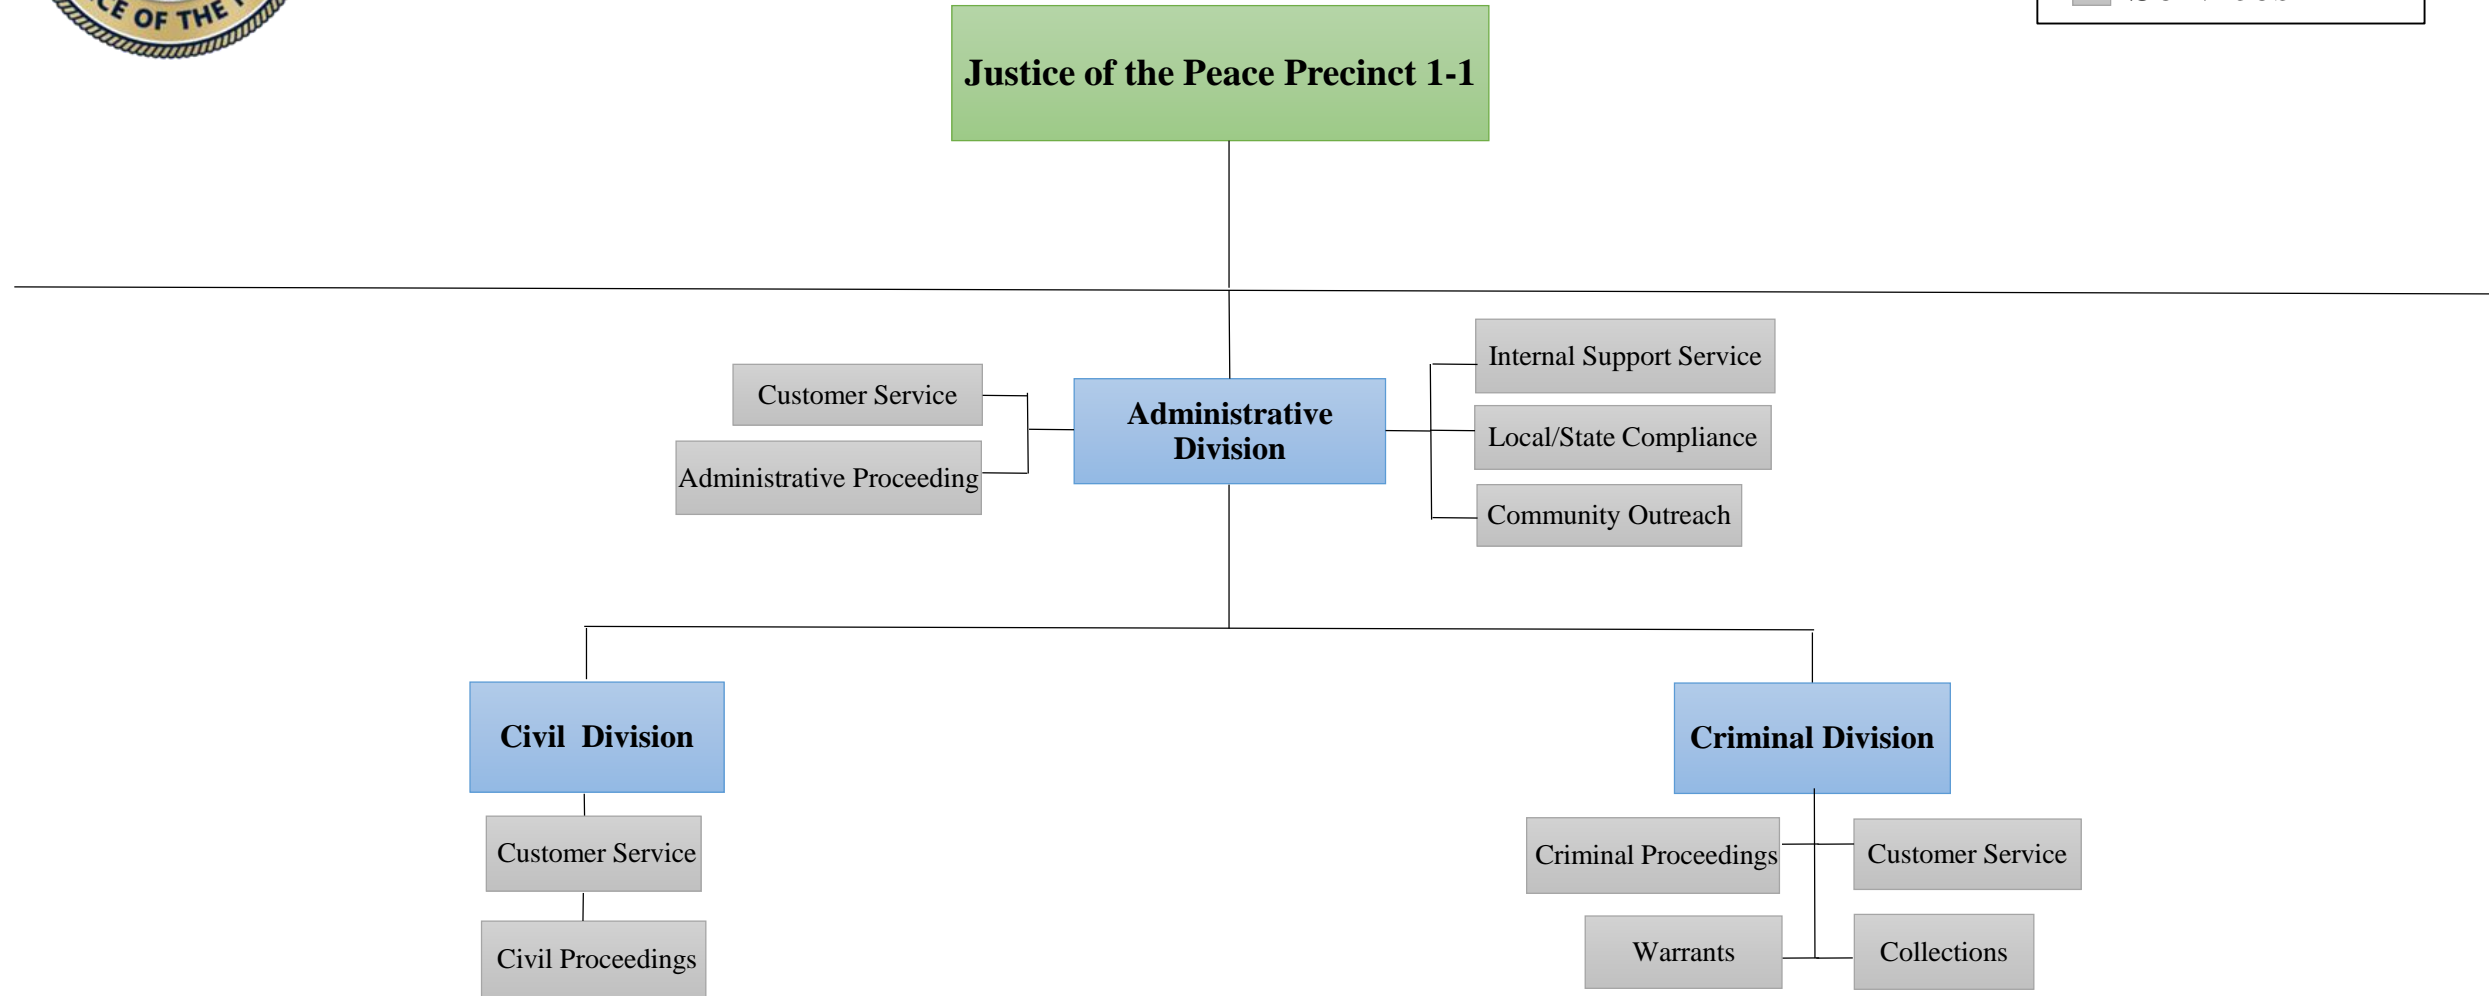 OF THE
Justice of the Peace Precinct 1-1
Internal Support Service
Customer Service
Administrative
Division
Local/State Compliance
Administrative Proceeding
Community Outreach
Civil Division
Criminal Division
Customer Service
Criminal Proceedings
Customer Service
Civil Proceedings
Warrants
Collections